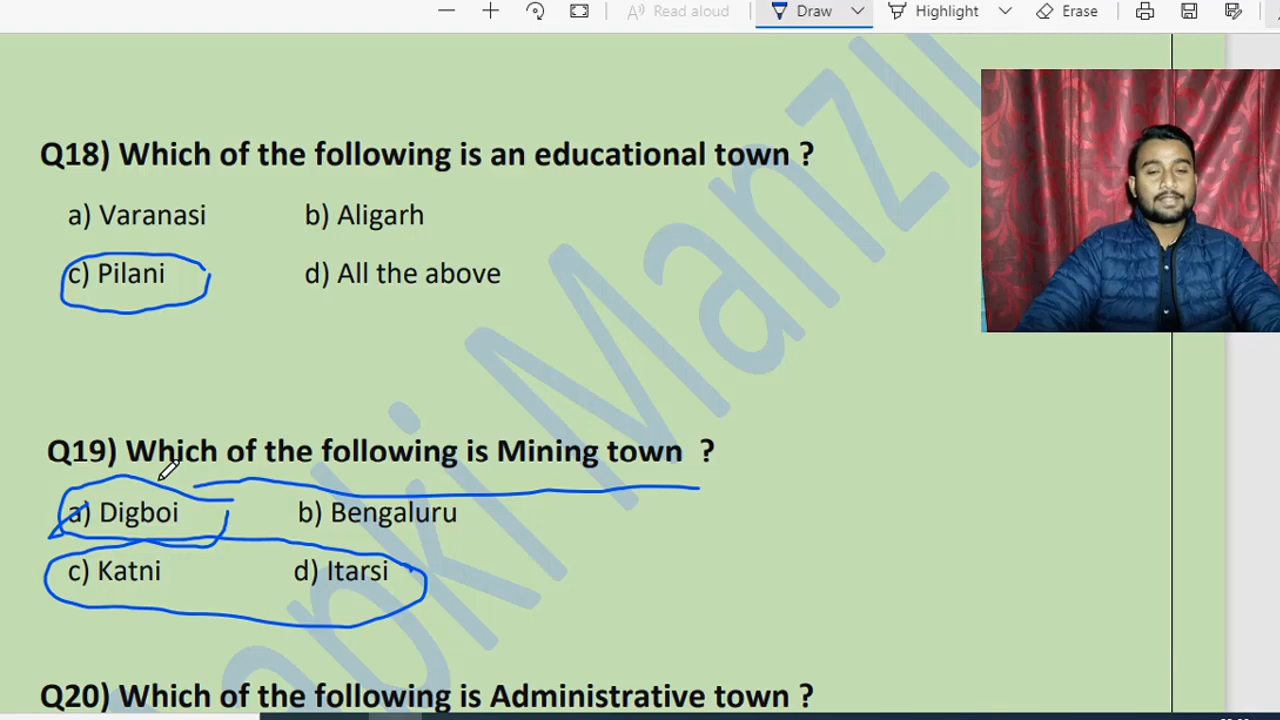 Read aloud Draw Highlight Erase
Q18) Which of the following is an educational town ?
a) Varanasi b) Aligarh
c) Pilani d) All the above
Q19) Which of the following is Mining town ?
a) Digboi b) Bengaluru
c) Katni d) Itarsi
Q20) Which of the following is Administrative town ?